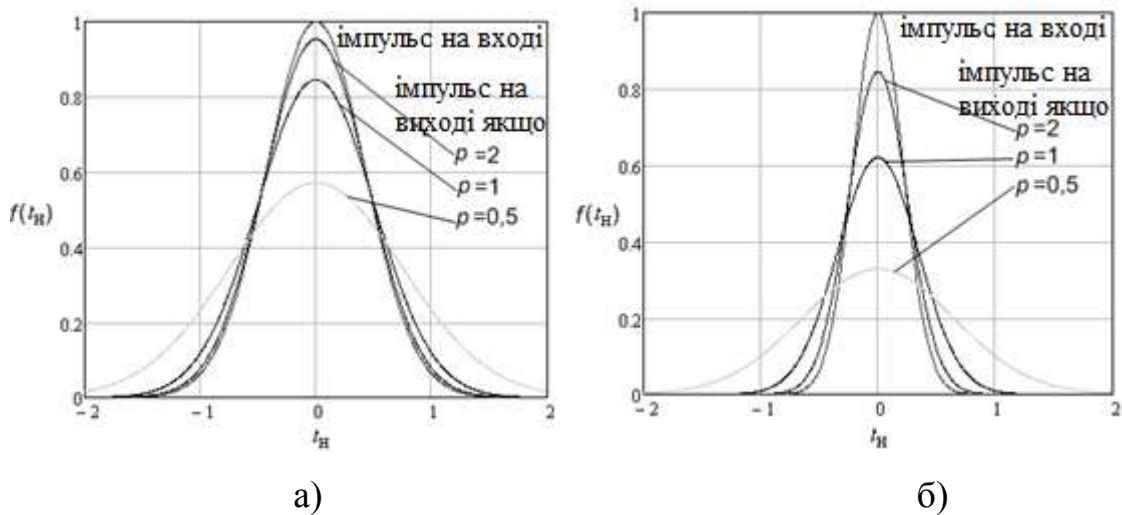 імпульс на вході
імпульс на
виході якщо
p =2
p =1
p =0,5
f(tн)
1
0.8
0.6
0.4
0.2
0
−2
−1
0
1
2
tн
а)
імпульс на вході
імпульс на
виході якщо
p =2
p =1
p =0,5
f(tн)
1
0.8
0.6
0.4
0.2
0
−2
−1
0
1
2
tн
б)